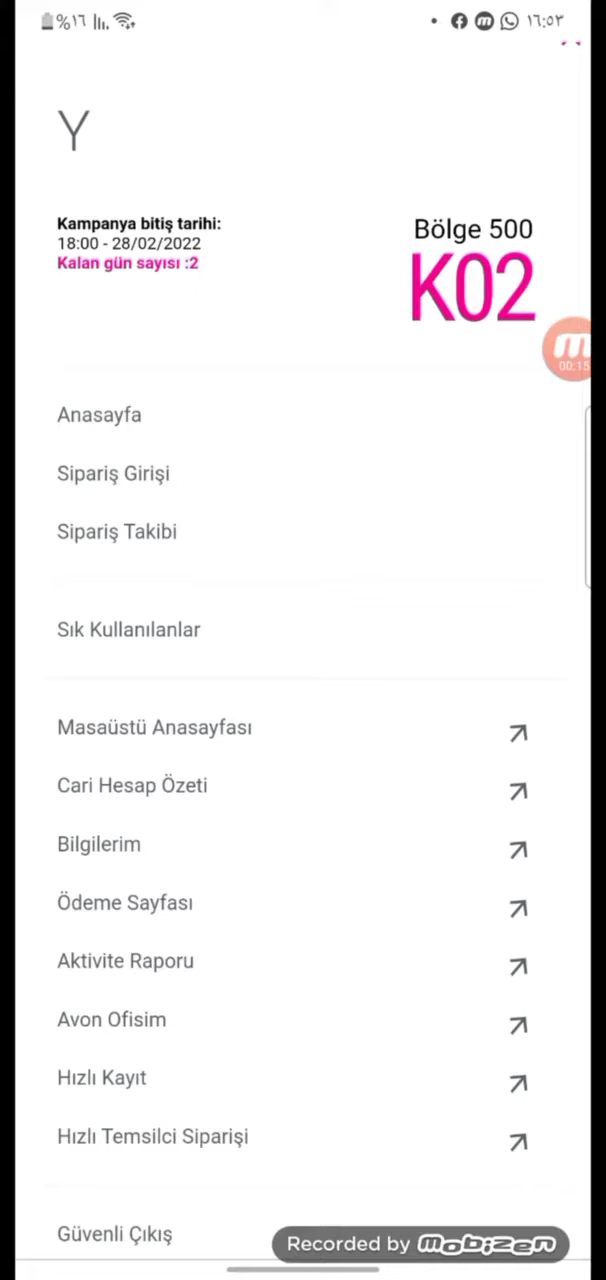 %١٦
١٦:٥٣
Y
Kampanya bitiş tarihi:
18:00 - 28/02/2022
Kalan gün sayısı :2
Bölge 500
K02
00:15
Anasayfa
Sipariş Girişi
Sipariş Takibi
Sık Kullanılanlar
Masaüstü Anasayfası
Cari Hesap Özeti
Bilgilerim
Ödeme Sayfası
Aktivite Raporu
Avon Ofisim
Hızlı Kayıt
Hızlı Temsilci Siparişi
Güvenli Çıkış
Recorded by mobizen